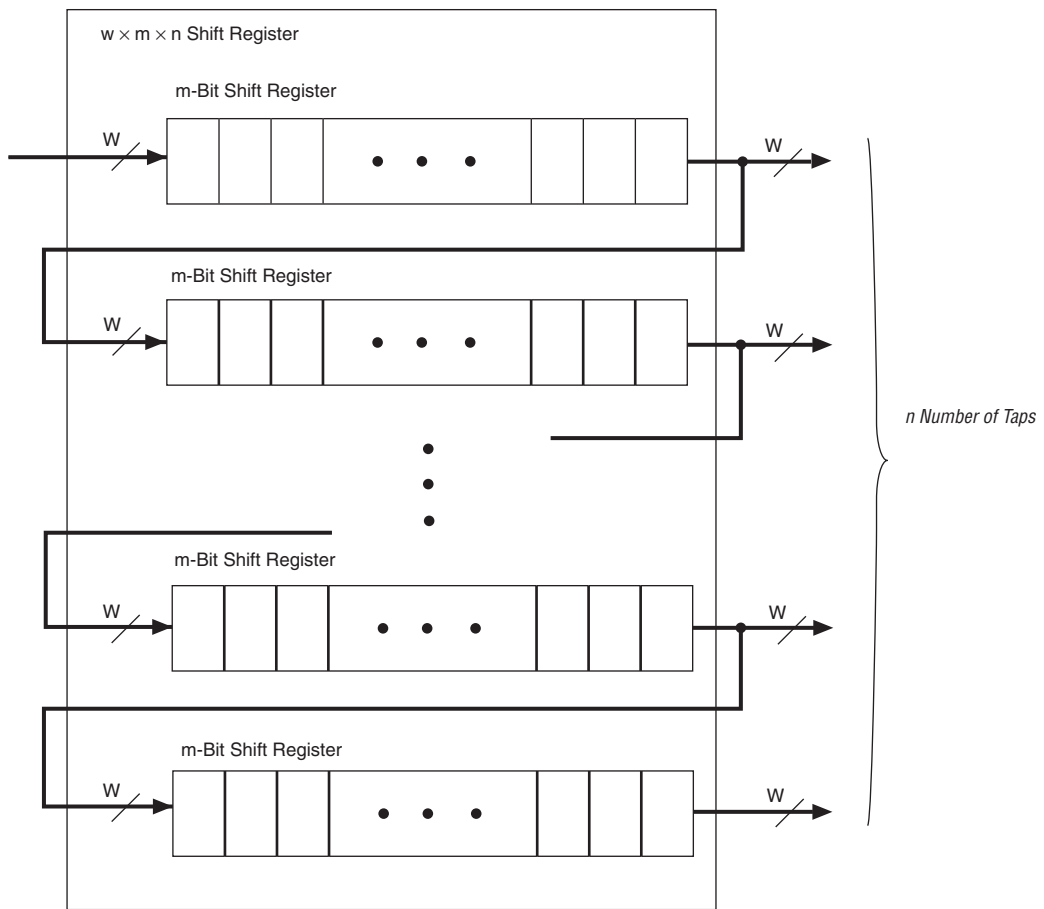 w × m × n Shift Register
m-Bit Shift Register
W
W
m-Bit Shift Register
W
W
n Number of Taps
m-Bit Shift Register
W
W
m-Bit Shift Register
W
W